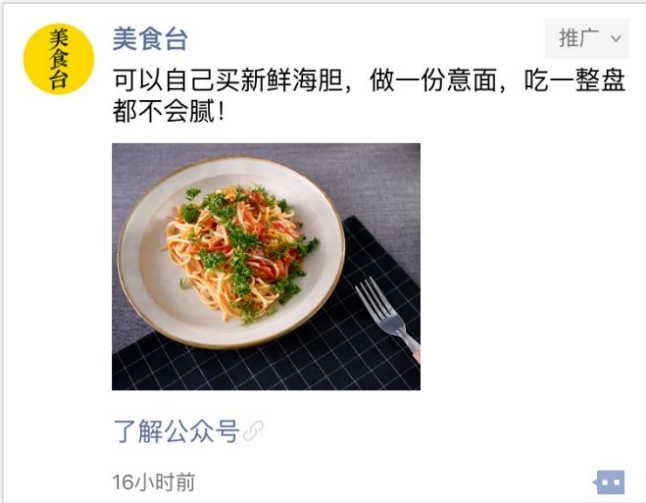 美食台
美食台
推广
可以自己买新鲜海胆，做一份意面，吃一整盘
都不会腻！
了解公众号
16小时前